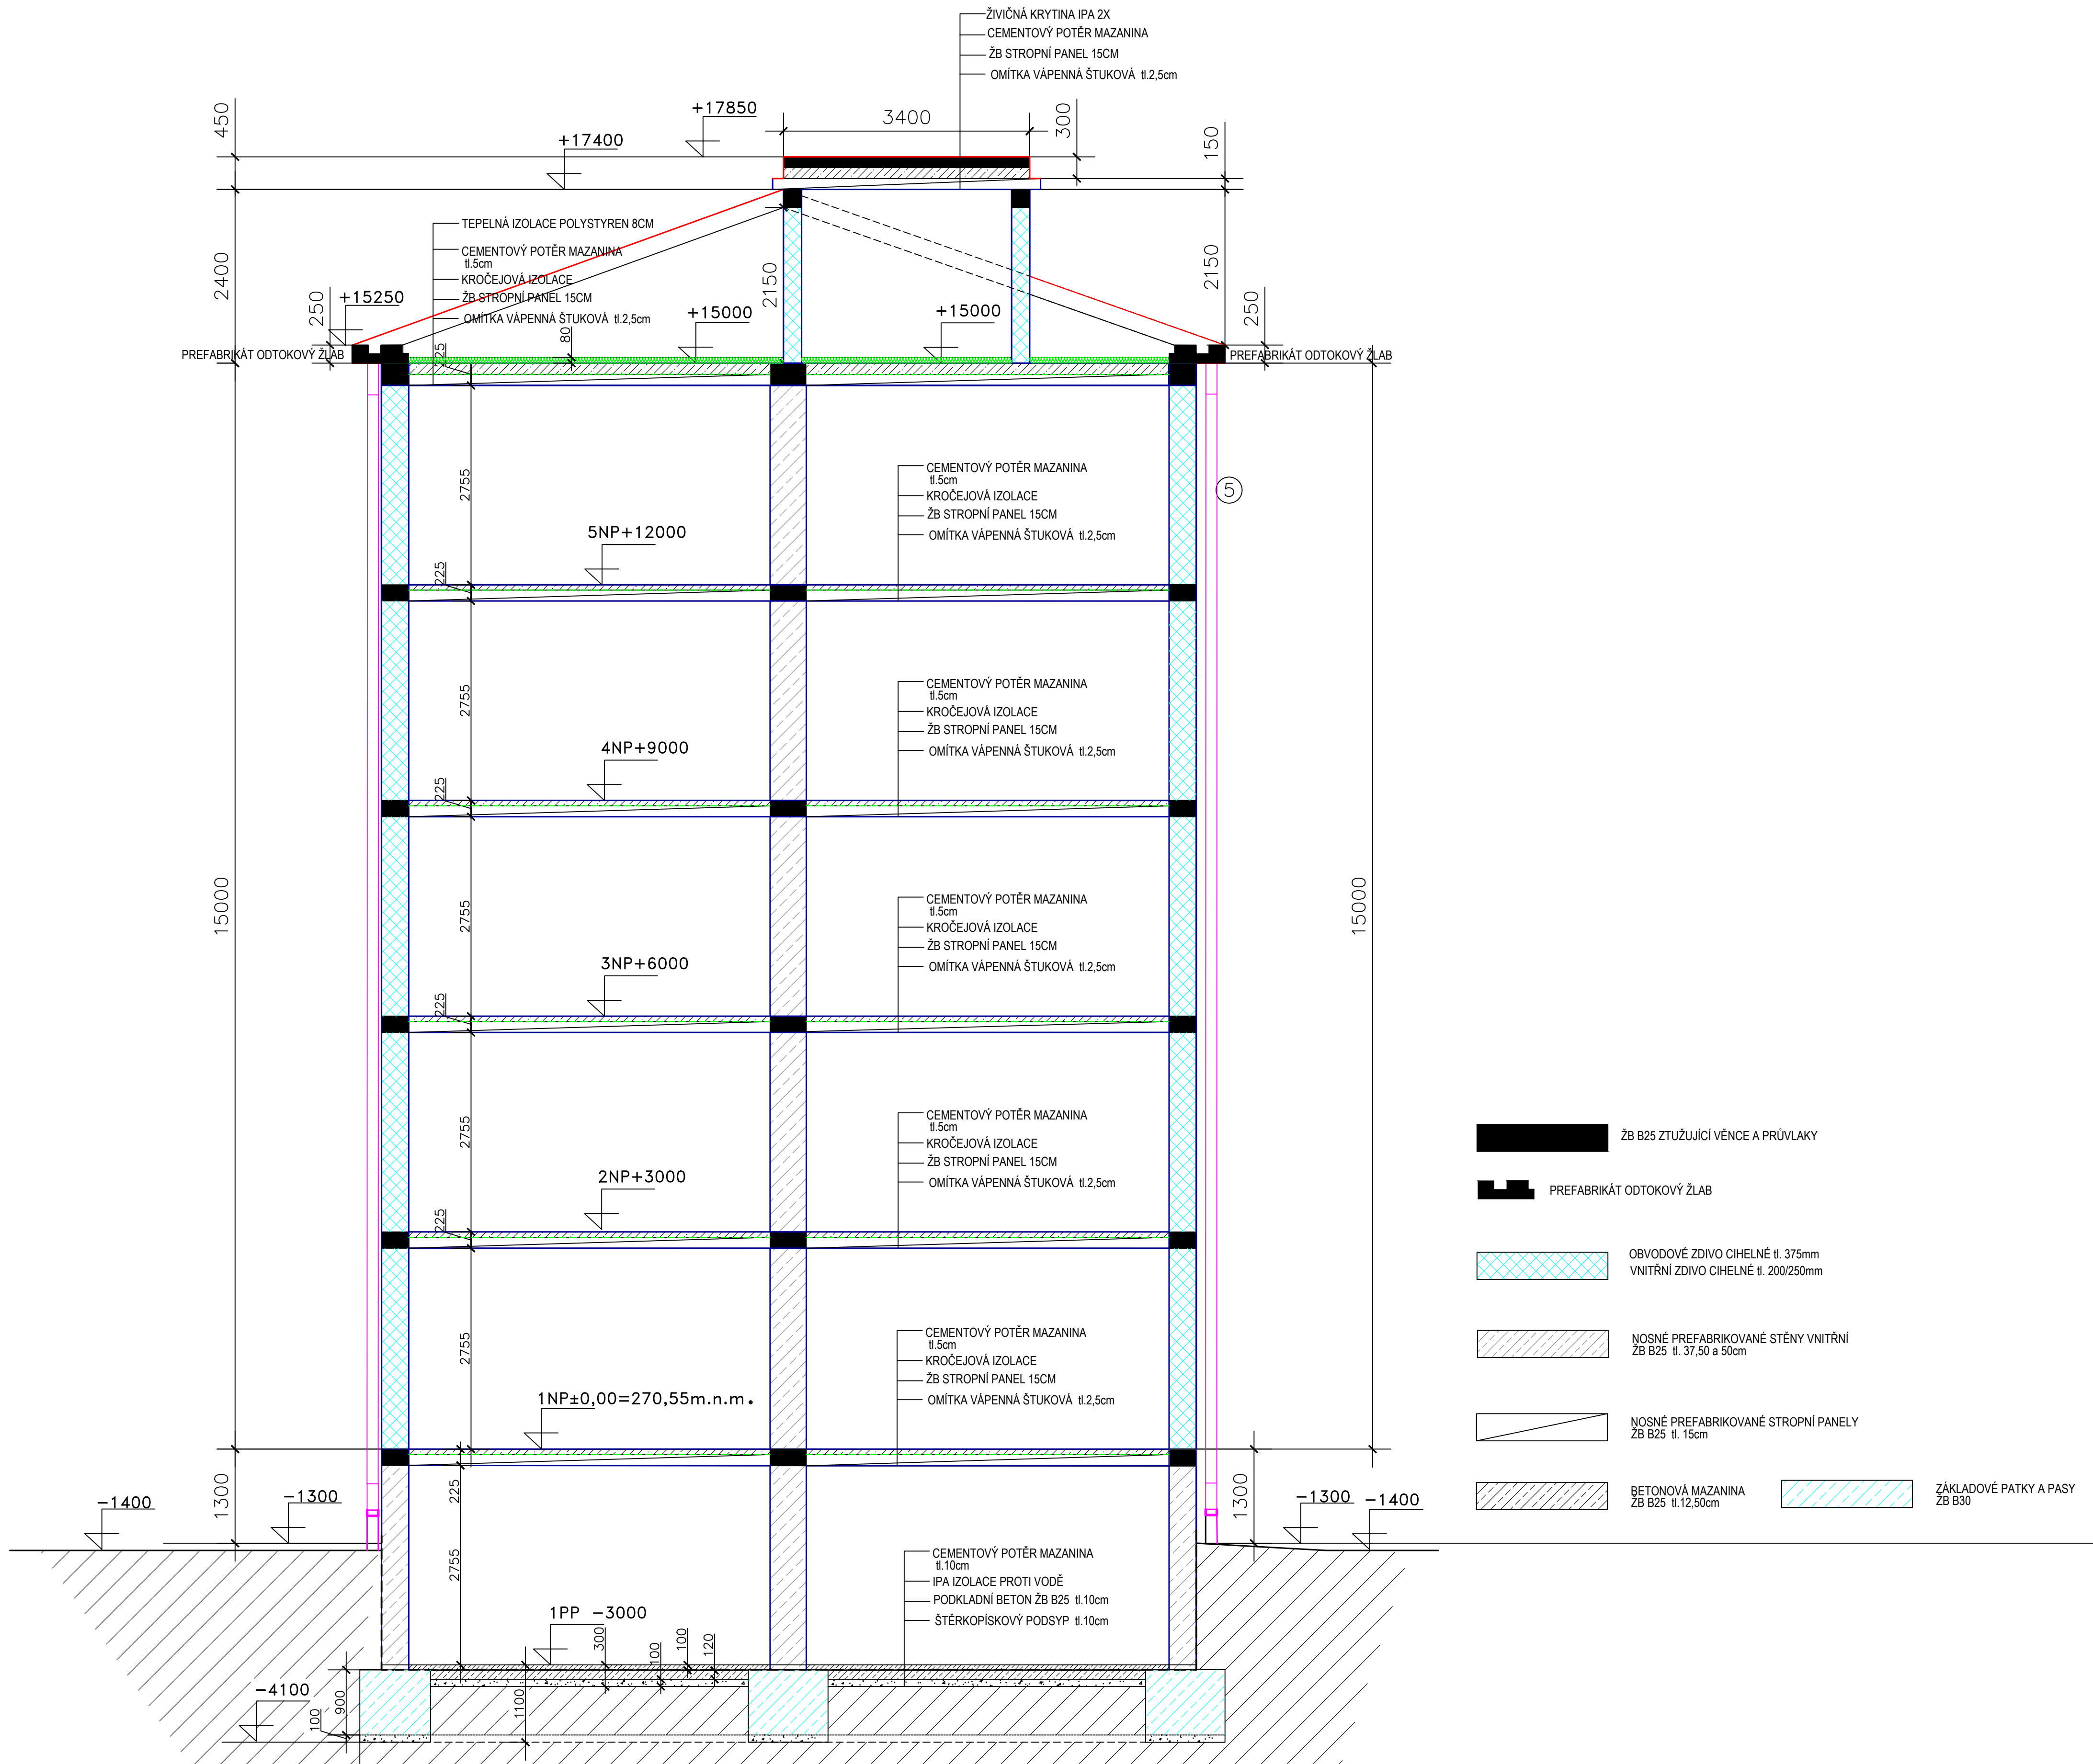 ŽIVIČNÁ KRYTINA IPA 2X
CEMENTOVÝ POTĚR MAZANINA
ŽB STROPNÍ PANEL 15CM
OMÍTKA VÁPENNÁ ŠTUKOVÁ tl.2,5cm
450
+17850
3400
300
150
+17400
TEPELNÁ IZOLACE POLYSTYREN 8CM
CEMENTOVÝ POTĚR MAZANINA
tl.5cm
KROČEJOVÁ IZOLACE
ŽB STROPNÍ PANEL 15CM
OMÍTKA VÁPENNÁ ŠTUKOVÁ tl.2,5cm
2400
2150
2150
250
+15250
+15000
+15000
250
80
225
PREFABRIKÁT ODTOKOVÝ ŽLAB
PREFABRIKÁT ODTOKOVÝ ŽLAB
2755
CEMENTOVÝ POTĚR MAZANINA
tl.5cm
KROČEJOVÁ IZOLACE
ŽB STROPNÍ PANEL 15CM
OMÍTKA VÁPENNÁ ŠTUKOVÁ tl.2,5cm
5
5NP+12000
225
2755
CEMENTOVÝ POTĚR MAZANINA
tl.5cm
KROČEJOVÁ IZOLACE
ŽB STROPNÍ PANEL 15CM
OMÍTKA VÁPENNÁ ŠTUKOVÁ tl.2,5cm
4NP+9000
225
15000
15000
2755
CEMENTOVÝ POTĚR MAZANINA
tl.5cm
KROČEJOVÁ IZOLACE
ŽB STROPNÍ PANEL 15CM
OMÍTKA VÁPENNÁ ŠTUKOVÁ tl.2,5cm
3NP+6000
225
2755
CEMENTOVÝ POTĚR MAZANINA
tl.5cm
KROČEJOVÁ IZOLACE
ŽB STROPNÍ PANEL 15CM
OMÍTKA VÁPENNÁ ŠTUKOVÁ tl.2,5cm
2NP+3000
225
2755
CEMENTOVÝ POTĚR MAZANINA
tl.5cm
KROČEJOVÁ IZOLACE
ŽB STROPNÍ PANEL 15CM
OMÍTKA VÁPENNÁ ŠTUKOVÁ tl.2,5cm
1NP±0,00=270,55m.n.m.
225
-1400
1300
-1300
1300
-1300
-1400
2755
CEMENTOVÝ POTĚR MAZANINA
tl.10cm
IPA IZOLACE PROTI VODĚ
PODKLADNÍ BETON ŽB B25 tl.10cm
ŠTĚRKOPÍSKOVÝ PODSYP tl.10cm
1PP -3000
300
100
100
120
-4100
900
100
1100
ŽB B25 ZTUŽUJÍCÍ VĚNCE A PRŮVLAKY
PREFABRIKÁT ODTOKOVÝ ŽLAB
OBVODOVÉ ZDIVO CIHELNÉ tl. 375mm
VNITŘNÍ ZDIVO CIHELNÉ tl. 200/250mm
NOSNÉ PREFABRIKOVANÉ STĚNY VNITŘNÍ
ŽB B25 tl. 37,50 a 50cm
NOSNÉ PREFABRIKOVANÉ STROPNÍ PANELY
ŽB B25 tl. 15cm
BETONOVÁ MAZANINA
ŽB B25 tl.12,50cm
ZÁKLADOVÉ PATKY A PASY
ŽB B30